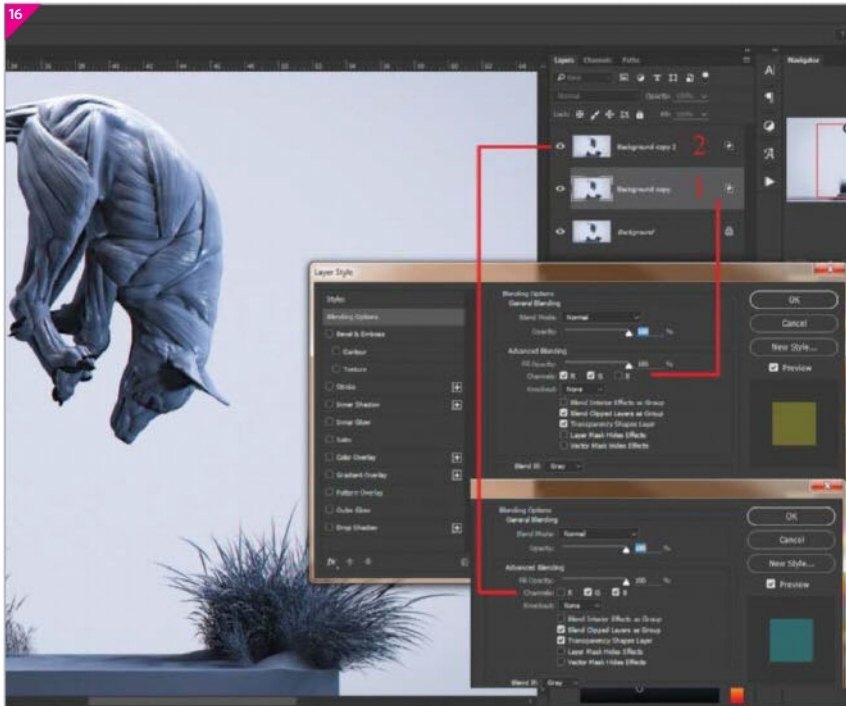 16
Layers Channels Paths
Navigator
Normal Opacity: 100%
Lock: Fill: 100%
Background copy 2 2
Background copy 1
Background
Layer Style
Styles
Blending Options
Bevel & Emboss
Contour
Texture
Stroke
Inner Shadow
Inner Glow
Satin
Color Overlay
Gradient Overlay
Pattern Overlay
Outer Glow
Drop Shadow
fx
Blending Options
General Blending
Blend Mode: Normal
Opacity: 100 %
Advanced Blending
Fill Opacity: 100 %
Channels: R G B
Knockout: None
Blend Interior Effects as Group
Blend Clipped Layers as Group
Transparency Shapes Layer
Layer Mask Hides Effects
Vector Mask Hides Effects
Blend If: Gray
OK
Cancel
New Style...
Preview
Blending Options
General Blending
Blend Mode: Normal
Opacity: 100 %
Advanced Blending
Fill Opacity: 100 %
Channels: R G B
Knockout: None
Blend Interior Effects as Group
Blend Clipped Layers as Group
Transparency Shapes Layer
Layer Mask Hides Effects
Vector Mask Hides Effects
Blend If: Gray
OK
Cancel
New Style...
Preview